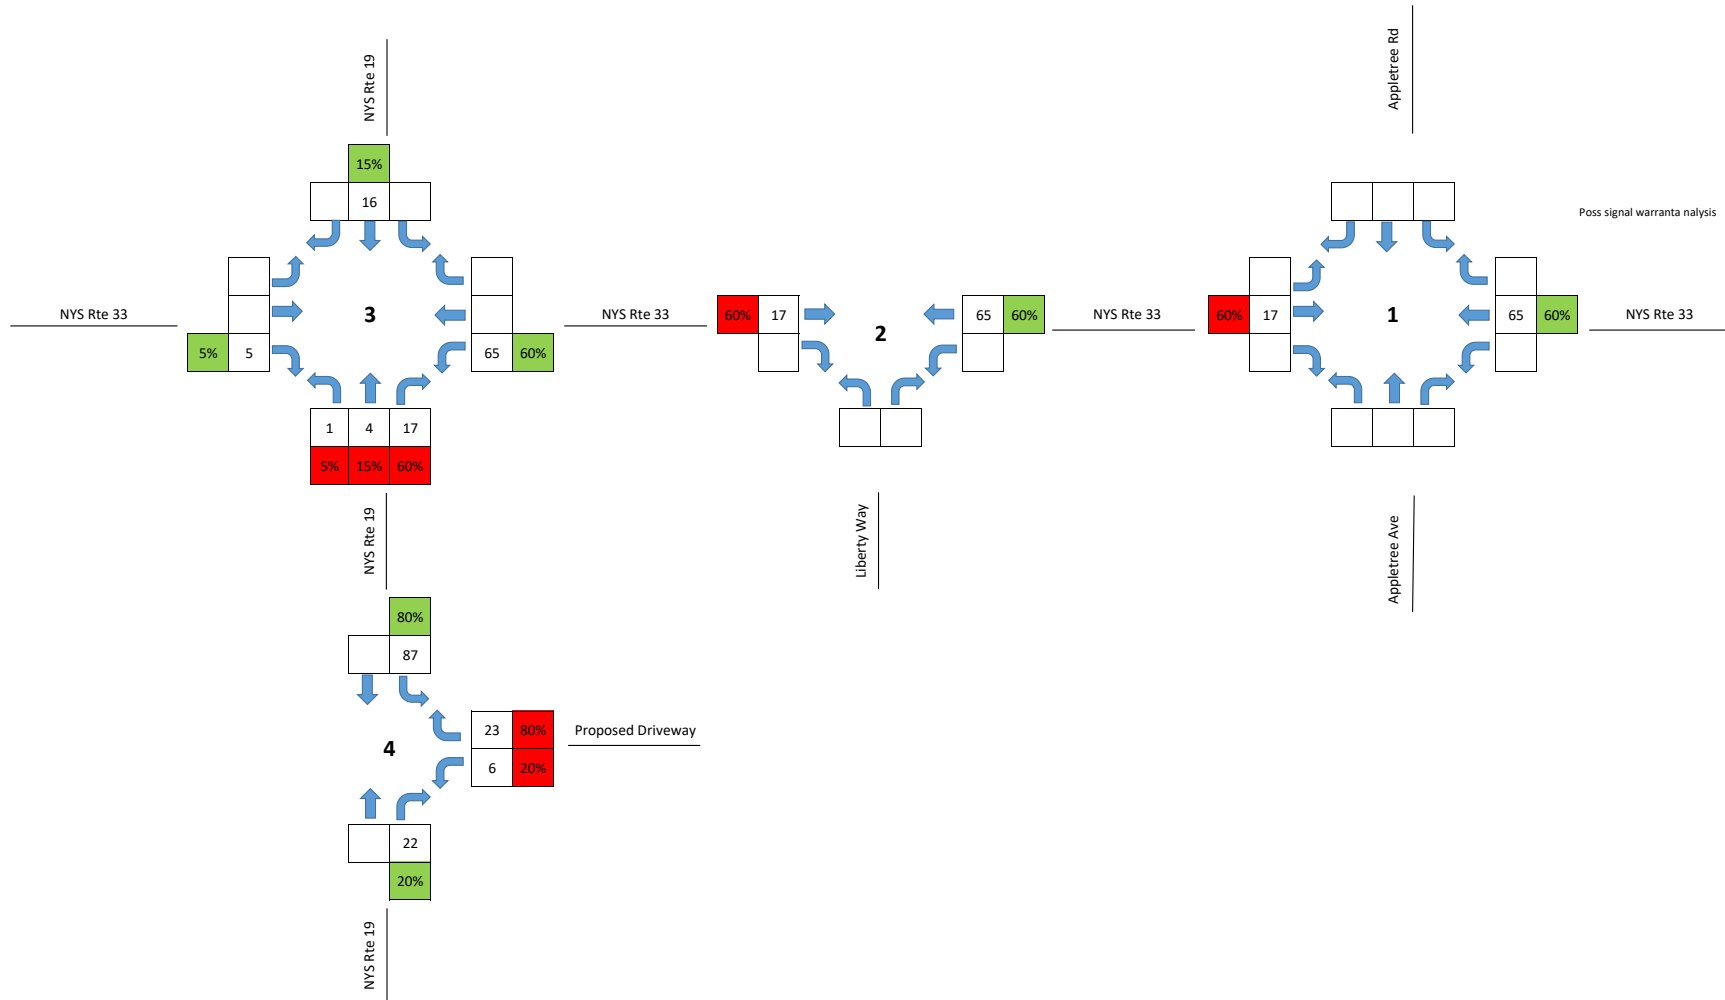 Appletree Rd
NYS Rte 19
15%
16
Poss signal warranta nalysis
NYS Rte 33
3
5%
5
65
60%
1
4
17
5%
15%
60%
NYS Rte 33
60%
17
2
65
60%
Liberty Way
NYS Rte 33
60%
17
1
65
60%
NYS Rte 33
Appletree Ave
NYS Rte 19
80%
87
4
23
80%
6
20%
Proposed Driveway
22
20%
NYS Rte 19